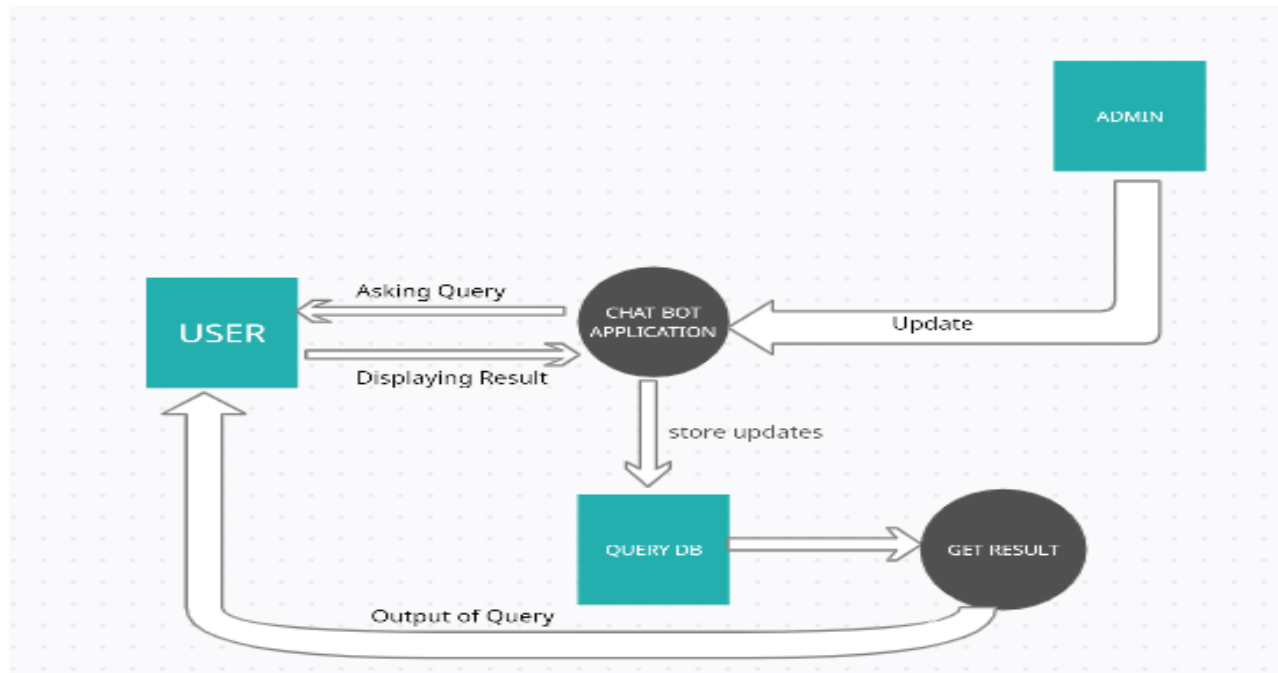 ADMIN
Asking Query
USER
CHAT BOT
APPLICATION
Update
Displaying Result
store updates
QUERY DB
GET RESULT
Output of Query